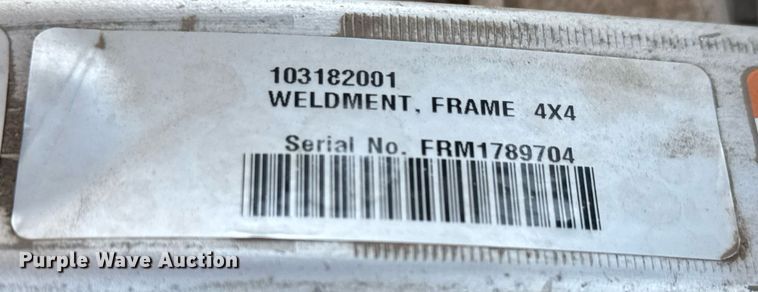 103182001
WELDMENT, FRAME 4X4
Serial No. FRM1789704
Purple Wave Auction